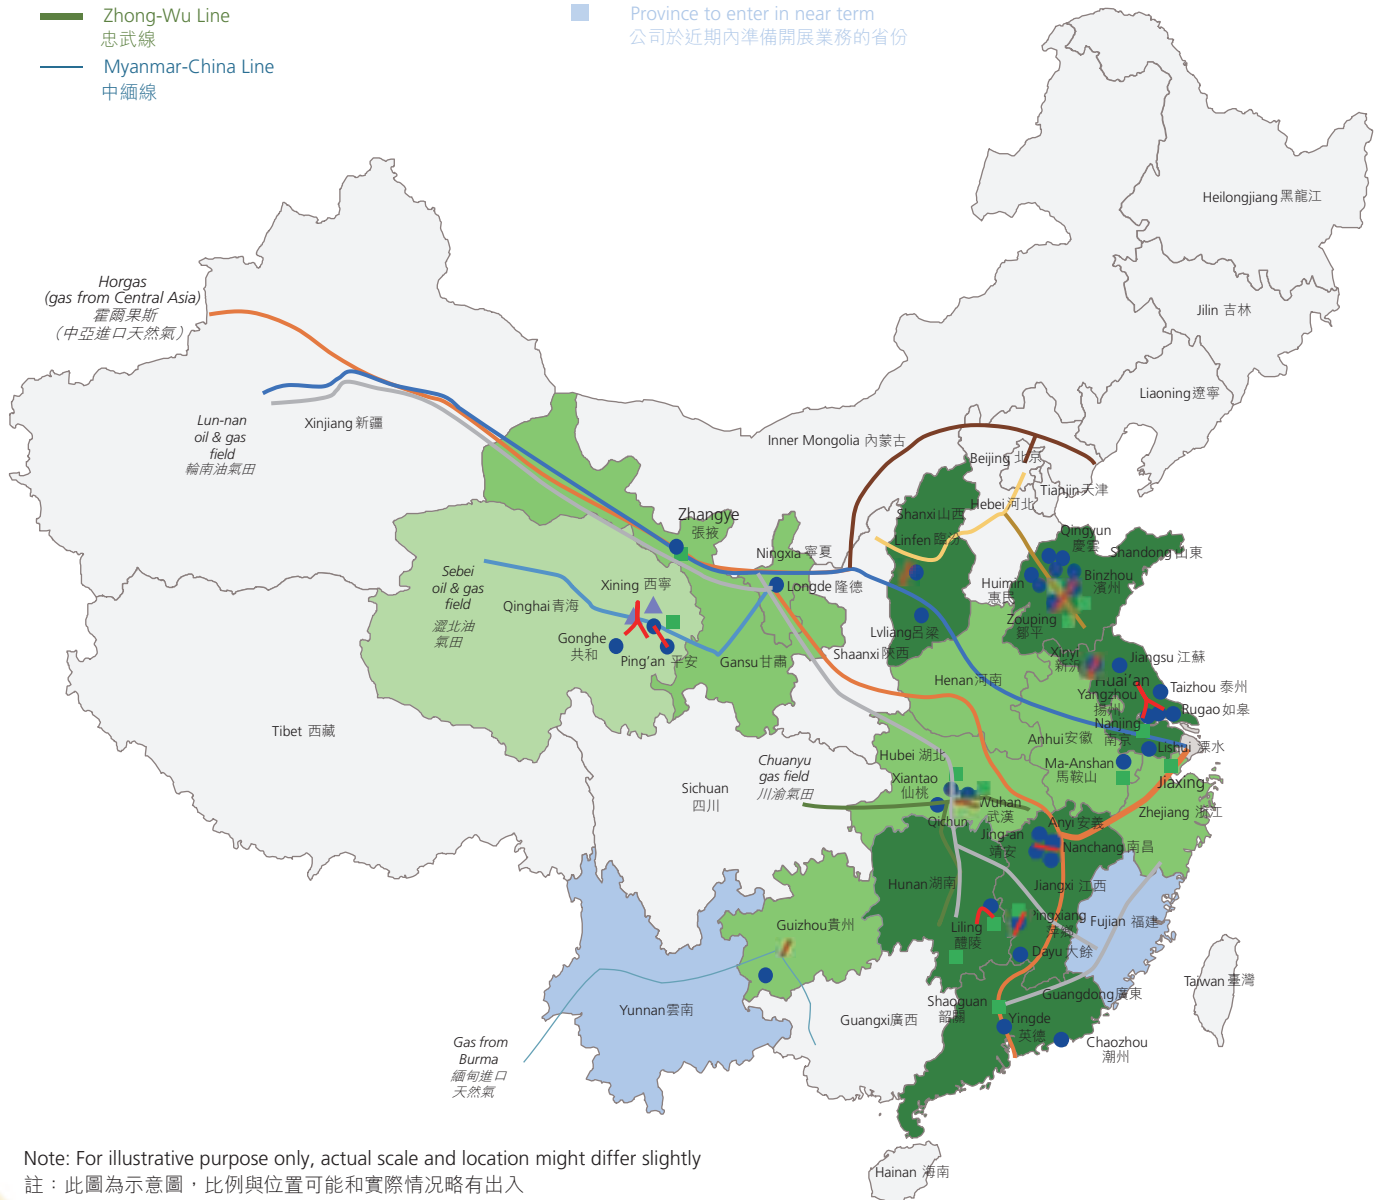 Zhong-Wu Line
忠武線
Myanmar-China Line
中緬線
Province to enter in near term
公司於近期內準備開展業務的省份
Heilongjiang 黑龍江
Jilin 吉林
Liaoning 遼寧
Horgas
(gas from Central Asia)
霍爾果斯
（中亞進口天然氣）
Lun-nan
oil & gas
field
輪南油氣田
Xinjiang 新疆
Inner Mongolia 內蒙古
Beijing 北京
Tianjin 天津
Hebei 河北
Shanxi 山西
Linfen 臨汾
Zhangye
張掖
Ningxia 寧夏
Longde 隆德
Qingyun
慶雲
Shandong 山東
Huimin
惠民
Binzhou
濱州
Zouping
鄒平
Sebei
oil & gas
field
澀北油
氣田
Qinghai 青海
Xining 西寧
Gonghe
共和
Ping'an 平安
Gansu 甘肅
Lvliang 呂梁
Shaanxi 陝西
Henan 河南
Xinyi
新沂
Jiangsu 江蘇
Huai'an
Taizhou 泰州
Yangzhou
揚州
Rugao 如皋
Nanjing
南京
Anhui 安徽
Lishui 溧水
Ma-Anshan
馬鞍山
Jiaxing
Zhejiang 浙江
Tibet 西藏
Sichuan
四川
Chuanyu
gas field
川渝氣田
Hubei 湖北
Xiantao
仙桃
Wuhan
武漢
Qichun
Jing-an
靖安
Anyi 安義
Nanchang 南昌
Hunan 湖南
Jiangxi 江西
Liling
醴陵
Pingxiang
萍鄉
Fujian 福建
Dayu 大餘
Guizhou 貴州
Yunnan 雲南
Guangxi 廣西
Shaoguan
韶關
Guangdong 廣東
Yingde
英德
Chaozhou
潮州
Taiwan 臺灣
Gas from
Burma
緬甸進口
天然氣
Hainan 海南
Note: For illustrative purpose only, actual scale and location might differ slightly
註：此圖為示意圖，比例與位置可能和實際情况略有出入